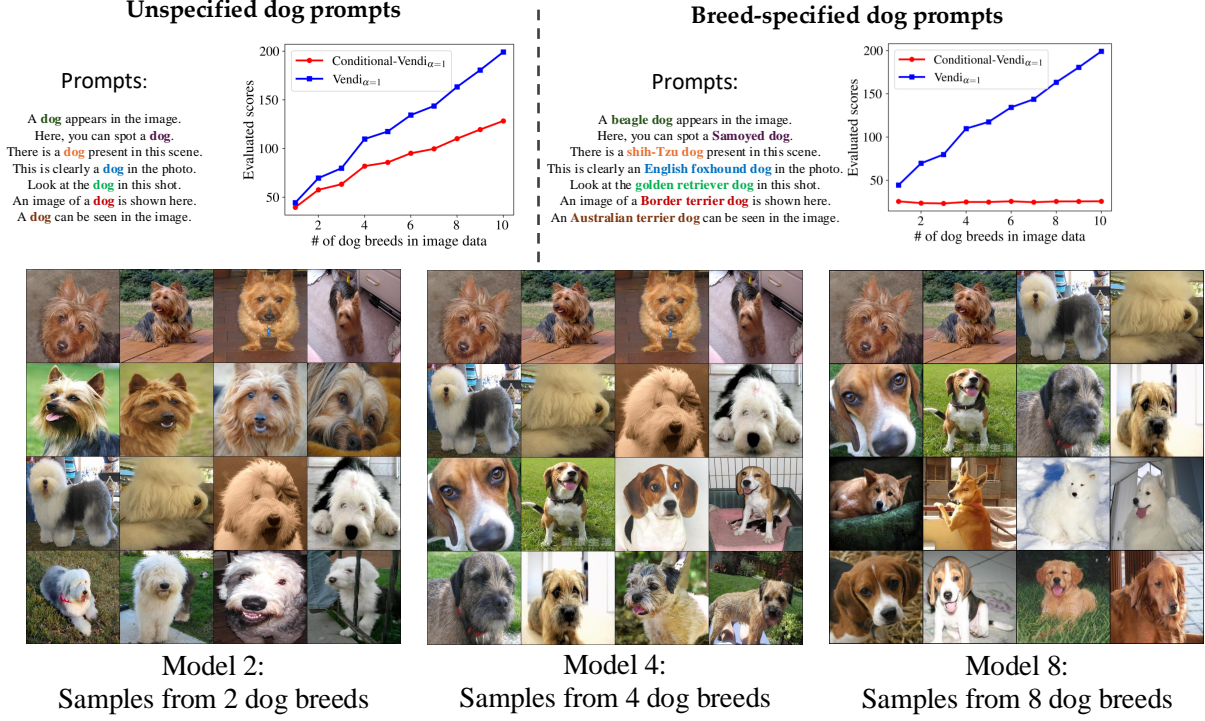 Unspecified dog prompts
Prompts:
A dog appears in the image.
Here, you can spot a dog.
There is a dog present in this scene.
This is clearly a dog in the photo.
Look at the dog in this shot.
An image of a dog is shown here.
A dog can be seen in the image.
Evaluated scores
200
150
100
50
Conditional-Vendiα=1
Vendiα=1
2 4 6 8 10
# of dog breeds in image data
Breed-specified dog prompts
Prompts:
A beagle dog appears in the image.
Here, you can spot a Samoyed dog.
There is a shih-Tzu dog present in this scene.
This is clearly an English foxhound dog in the photo.
Look at the golden retriever dog in this shot.
An image of a Border terrier dog is shown here.
An Australian terrier dog can be seen in the image.
Evaluated scores
200
150
100
50
Conditional-Vendiα=1
Vendiα=1
2 4 6 8 10
# of dog breeds in image data
Model 2:
Samples from 2 dog breeds
Model 4:
Samples from 4 dog breeds
Model 8:
Samples from 8 dog breeds